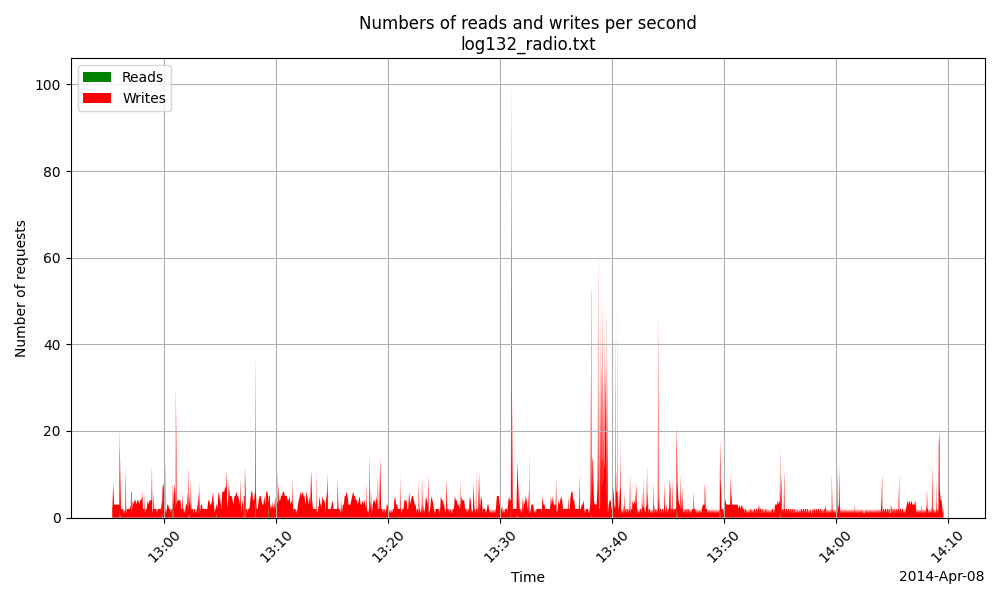 Numbers of reads and writes per second
log132_radio.txt
Reads
Writes
Number of requests
100
80
60
40
20
0
13:00
13:10
13:20
13:30
13:40
13:50
14:00
14:10
Time
2014-Apr-08